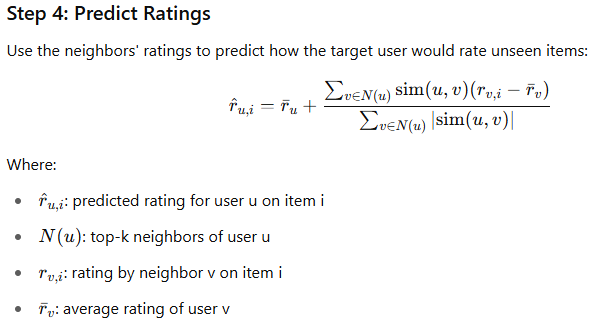 Step 4: Predict Ratings
Use the neighbors' ratings to predict how the target user would rate unseen items:
r̂_{u,i} = r̄_u + \frac{∑_{v∈N(u)} sim(u, v)(r_{v,i} − r̄_v)}{∑_{v∈N(u)} |sim(u, v)|}
Where:
• r̂_{u,i}: predicted rating for user u on item i
• N(u): top-k neighbors of user u
• r_{v,i}: rating by neighbor v on item i
• r̄_v: average rating of user v